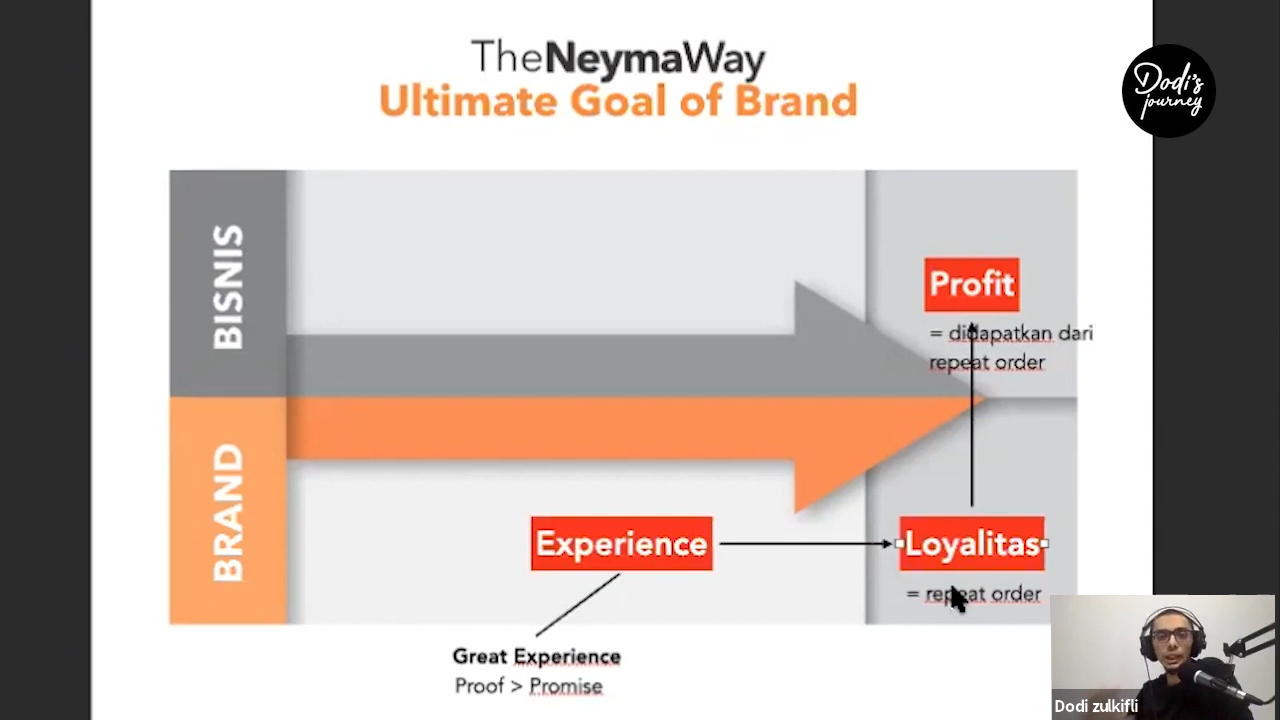 TheNeymaWay
Ultimate Goal of Brand
Dodi's
journey
BISNIS
Profit
= didapatkan dari
repeat order
BRAND
Experience
Loyalitas
= repeat order
Great Experience
Proof > Promise
Dodi zulkifli